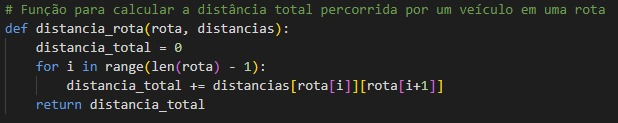 # Função para calcular a distância total percorrida por um veículo em uma rota
def distancia_rota(rota, distancias):
    distancia_total = 0
    for i in range(len(rota) - 1):
        distancia_total += distancias[rota[i]][rota[i+1]]
    return distancia_total